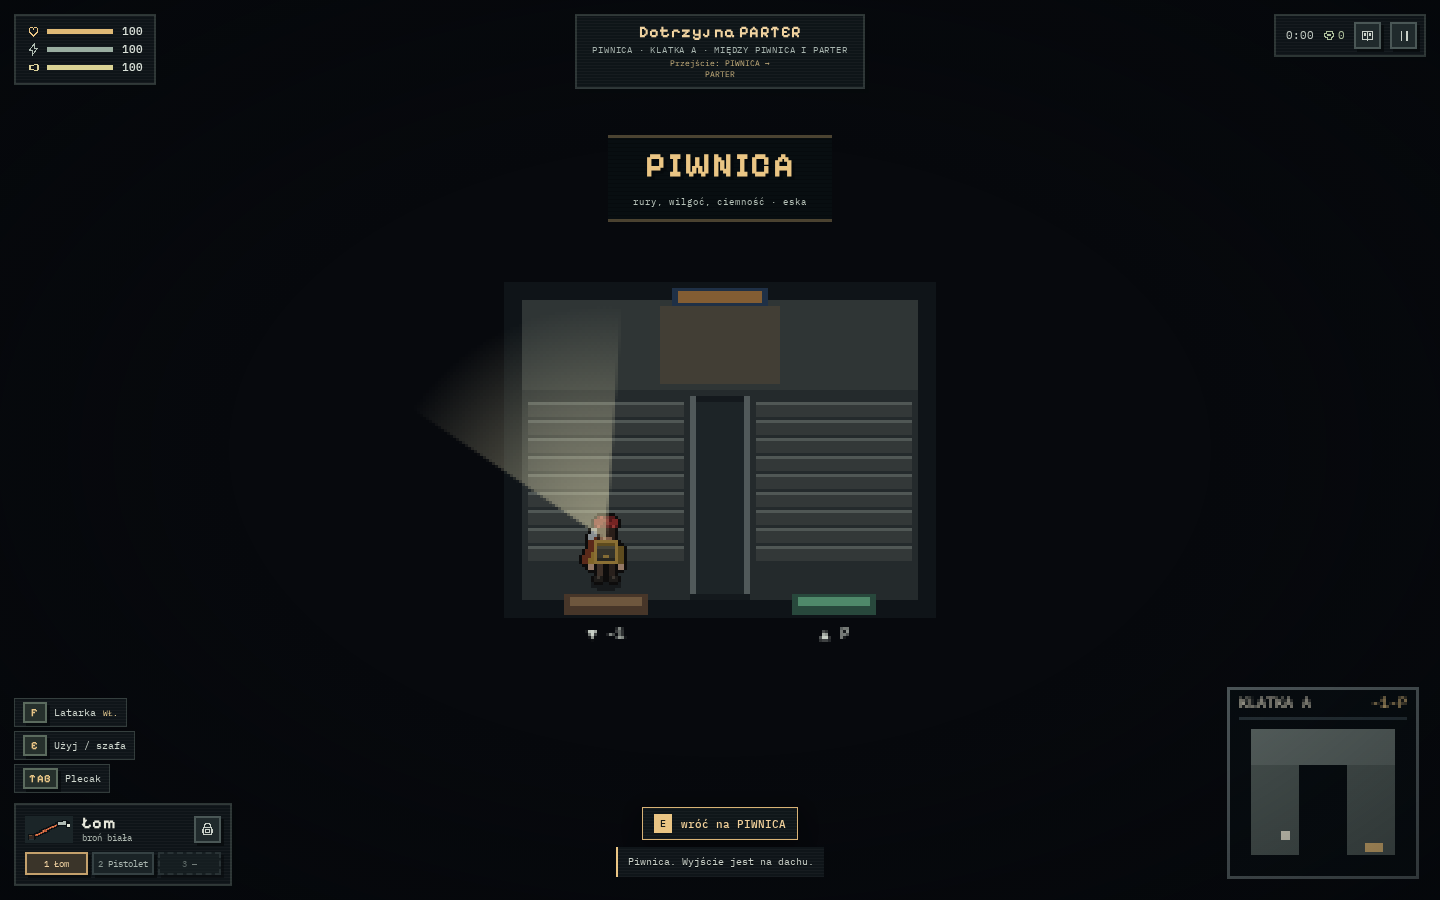 100
100
100
Dotrzyj na PARTER
PIWNICA · KLATKA A · MIĘDZY PIWNICA I PARTER
Przejście: PIWNICA →
PARTER
0:00
0
PIWNICA
rury, wilgoć, ciemność · eska
▼ -1
▲ P
F Latarka WŁ.
E Użyj / szafa
TAB Plecak
Łom
broń biała
1 Łom
2 Pistolet
3 —
E wróć na PIWNICA
Piwnica. Wyjście jest na dachu.
KLATKA A
-1-P